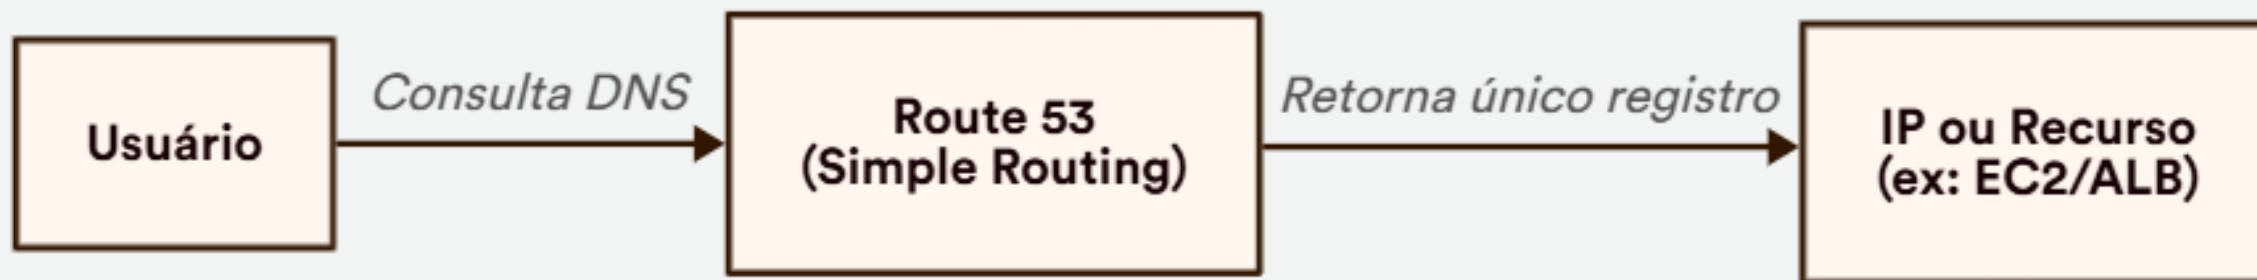 Usuário
Consulta DNS
Route 53
(Simple Routing)
Retorna único registro
IP ou Recurso
(ex: EC2/ALB)